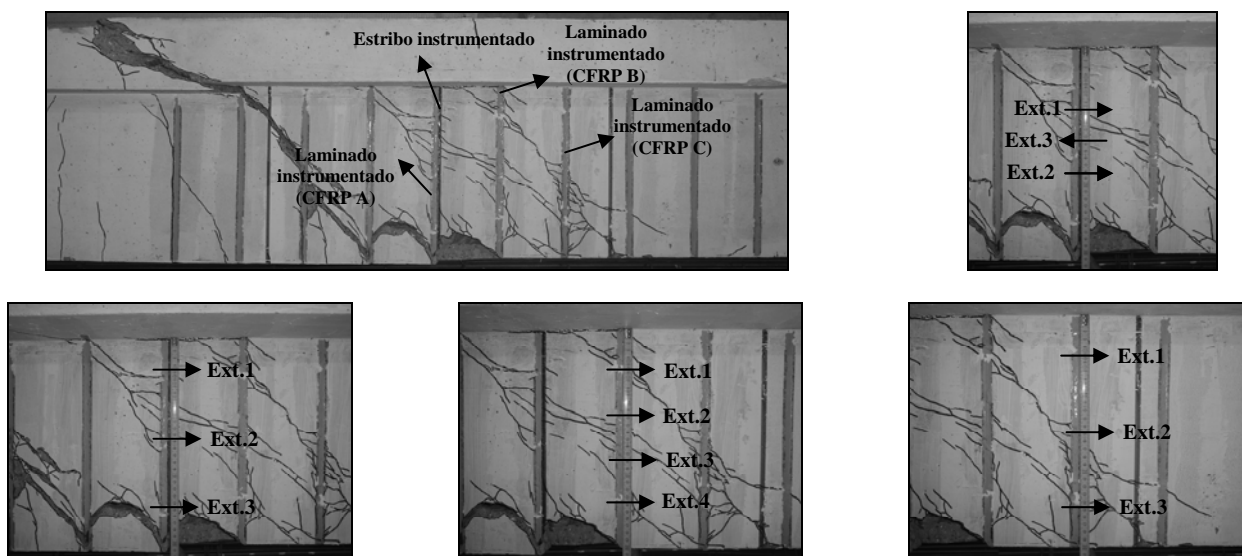 Estribo instrumentado
Laminado
instrumentado
(CFRP B)
Laminado
instrumentado
(CFRP C)
Laminado
instrumentado
(CFRP A)
Ext.1
Ext.3
Ext.2
Ext.1
Ext.2
Ext.3
Ext.1
Ext.2
Ext.3
Ext.4
Ext.1
Ext.2
Ext.3